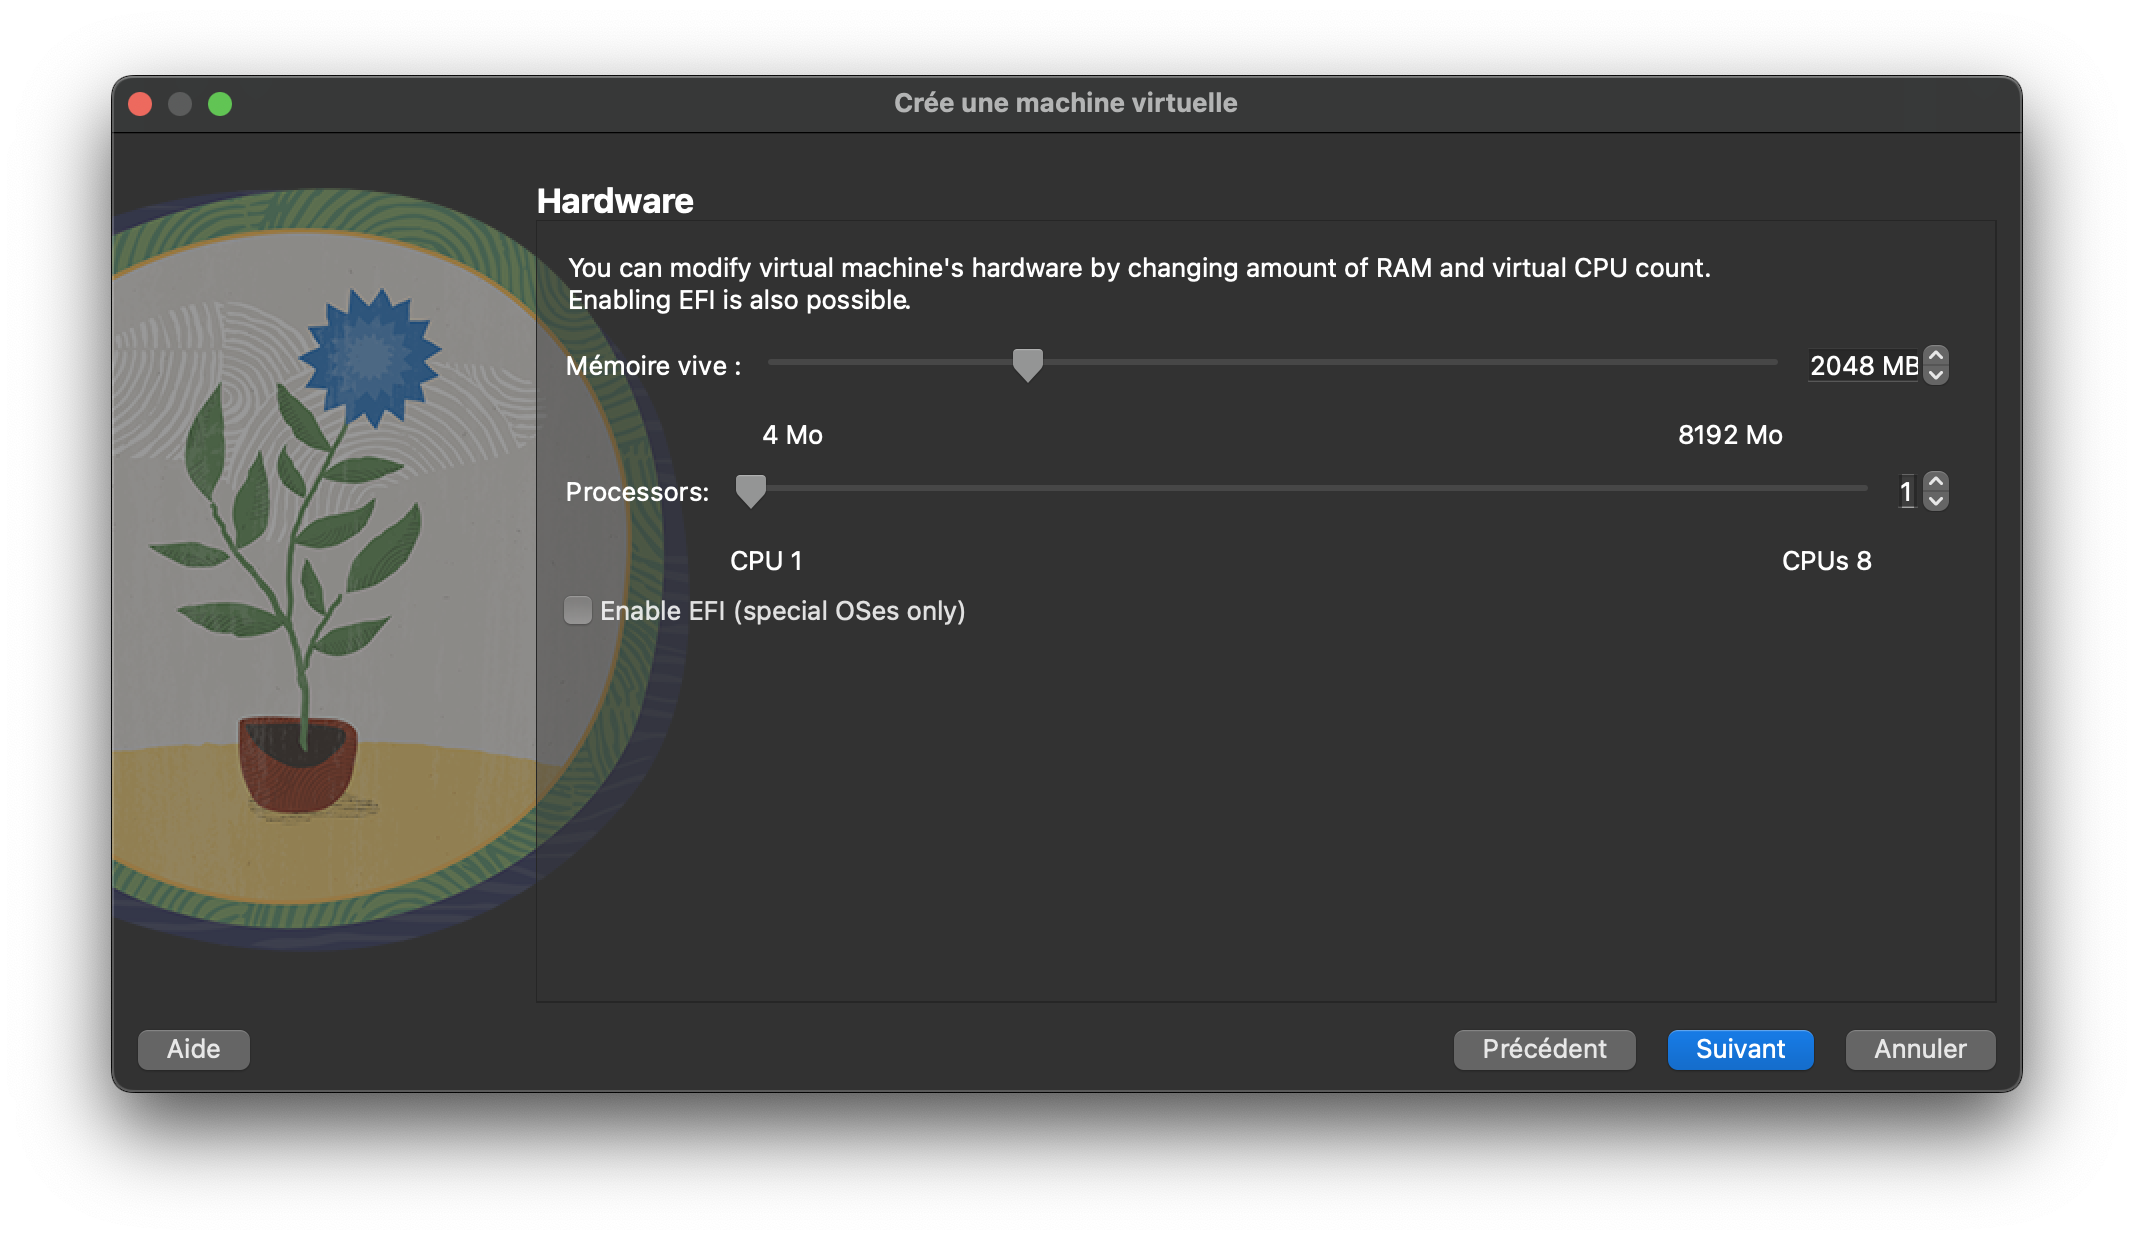 Crée une machine virtuelle
Hardware
You can modify virtual machine's hardware by changing amount of RAM and virtual CPU count.
Enabling EFI is also possible.
Mémoire vive : 2048 MB
4 Mo 8192 Mo
Processors: 1
CPU 1 CPUs 8
Enable EFI (special OSes only)
Aide Précédent Suivant Annuler